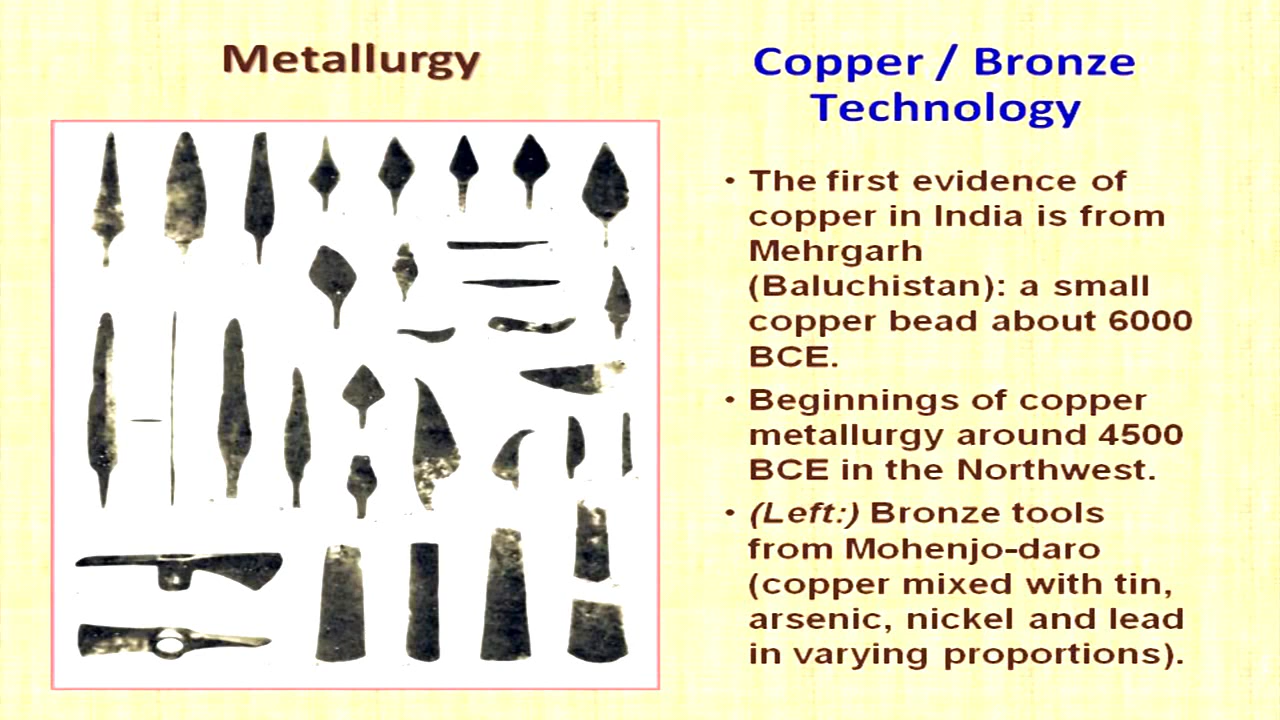 Metallurgy
Copper / Bronze
Technology
• The first evidence of
copper in India is from
Mehrgarh
(Baluchistan): a small
copper bead about 6000
BCE.
• Beginnings of copper
metallurgy around 4500
BCE in the Northwest.
• (Left:) Bronze tools
from Mohenjo-daro
(copper mixed with tin,
arsenic, nickel and lead
in varying proportions).